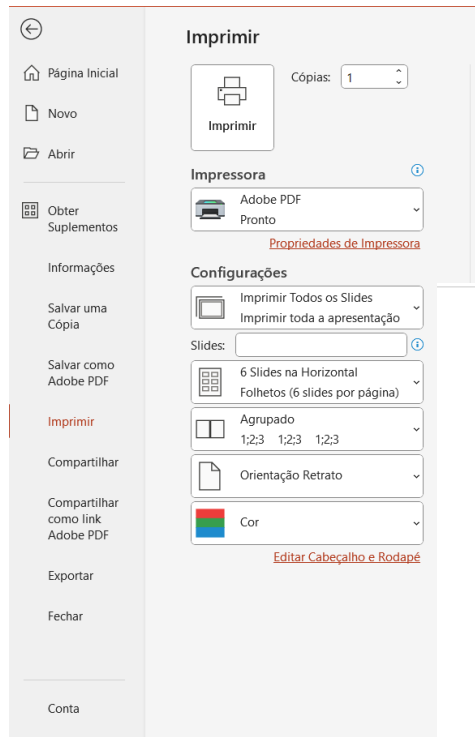 Página Inicial
Novo
Abrir
Obter
Suplementos
Informações
Salvar uma
Cópia
Salvar como
Adobe PDF
Imprimir
Compartilhar
Compartilhar
como link
Adobe PDF
Exportar
Fechar
Conta
Imprimir
Imprimir
Cópias: 1
Impressora
Adobe PDF
Pronto
Propriedades de Impressora
Configurações
Imprimir Todos os Slides
Imprimir toda a apresentação
Slides:
6 Slides na Horizontal
Folhetos (6 slides por página)
Agrupado
1;2;3 1;2;3 1;2;3
Orientação Retrato
Cor
Editar Cabeçalho e Rodapé